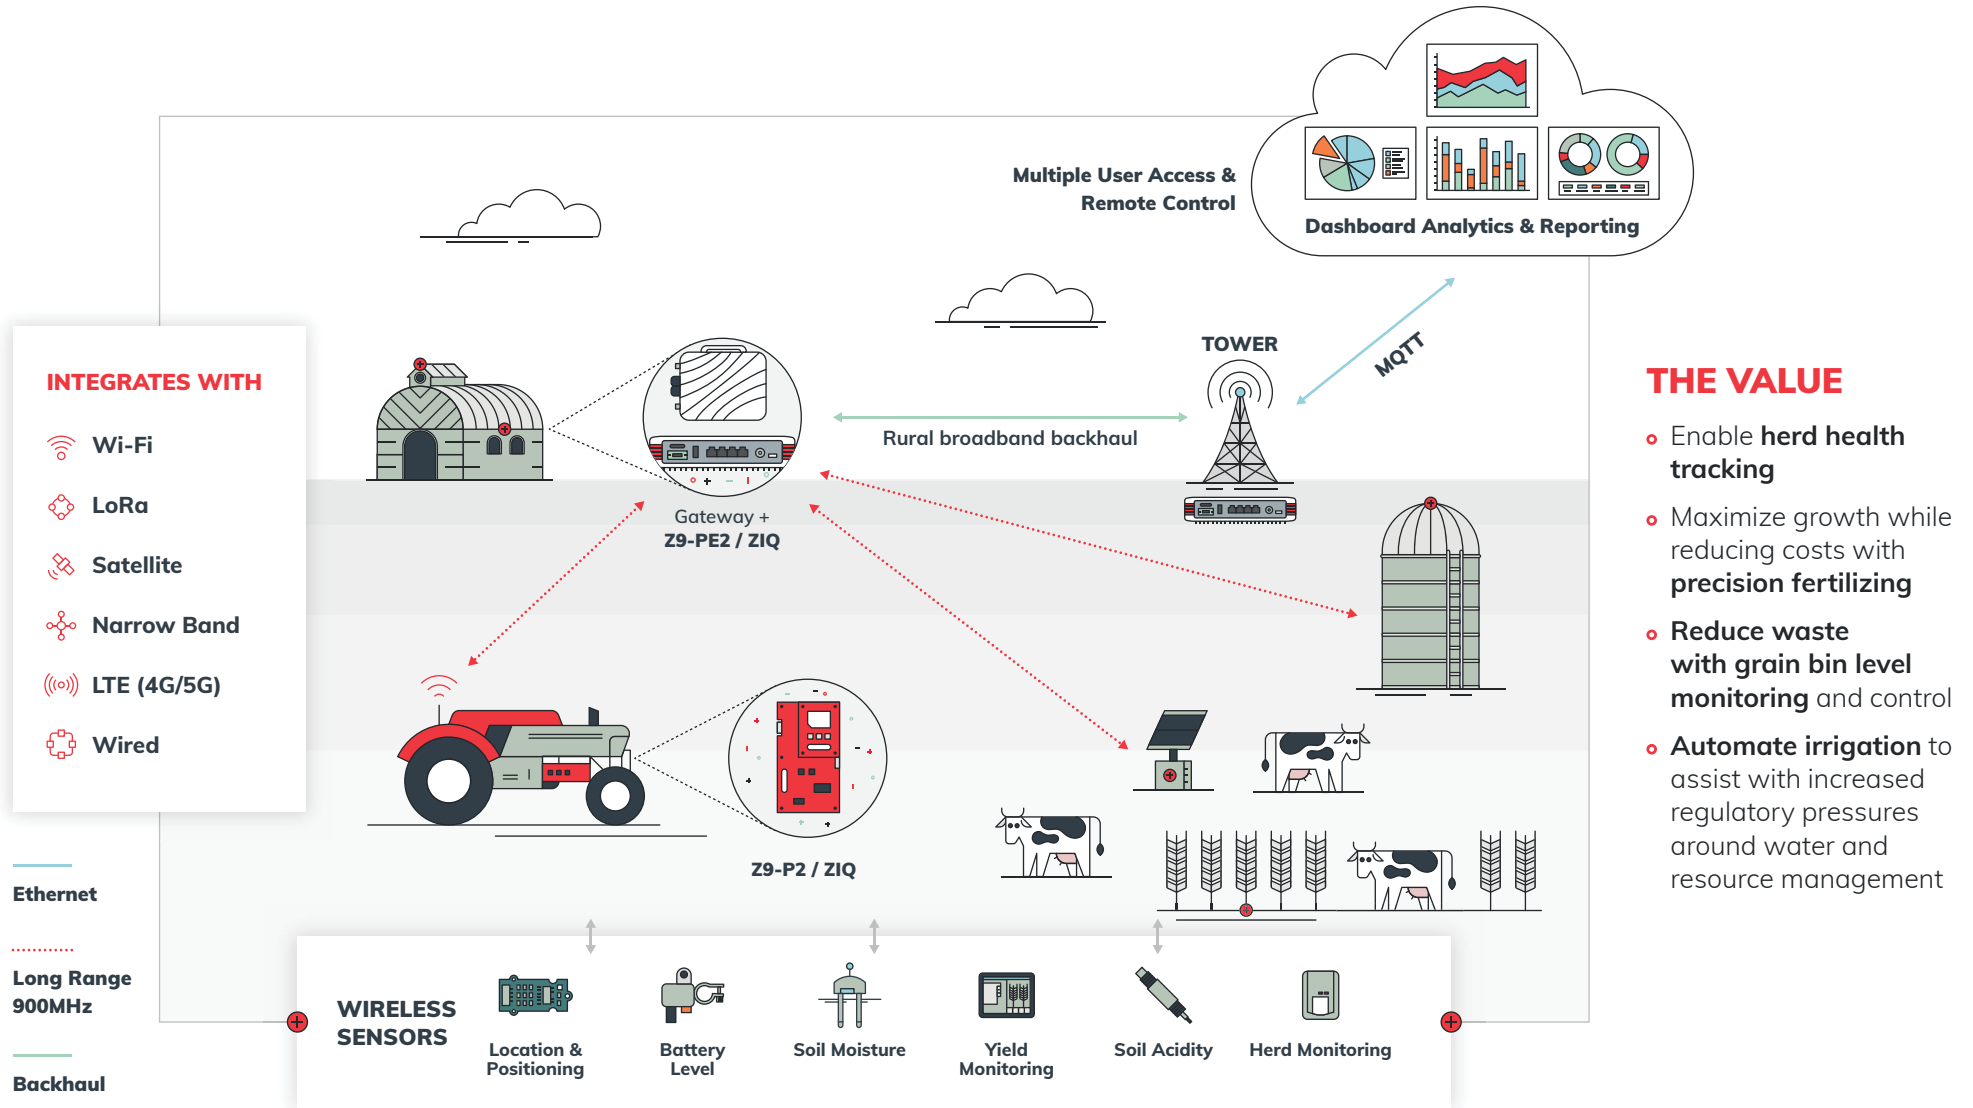 Multiple User Access &
Remote Control
Dashboard Analytics & Reporting
INTEGRATES WITH
Wi-Fi
LoRa
Satellite
Narrow Band
LTE (4G/5G)
Wired
Ethernet
Long Range
900MHz
Backhaul
Gateway +
Z9-PE2 / ZIQ
Rural broadband backhaul
TOWER
MQTT
Z9-P2 / ZIQ
WIRELESS
SENSORS
Location &
Positioning
Battery
Level
Soil Moisture
Yield
Monitoring
Soil Acidity
Herd Monitoring
THE VALUE
Enable herd health
tracking
Maximize growth while
reducing costs with
precision fertilizing
Reduce waste
with grain bin level
monitoring and control
Automate irrigation to
assist with increased
regulatory pressures
around water and
resource management